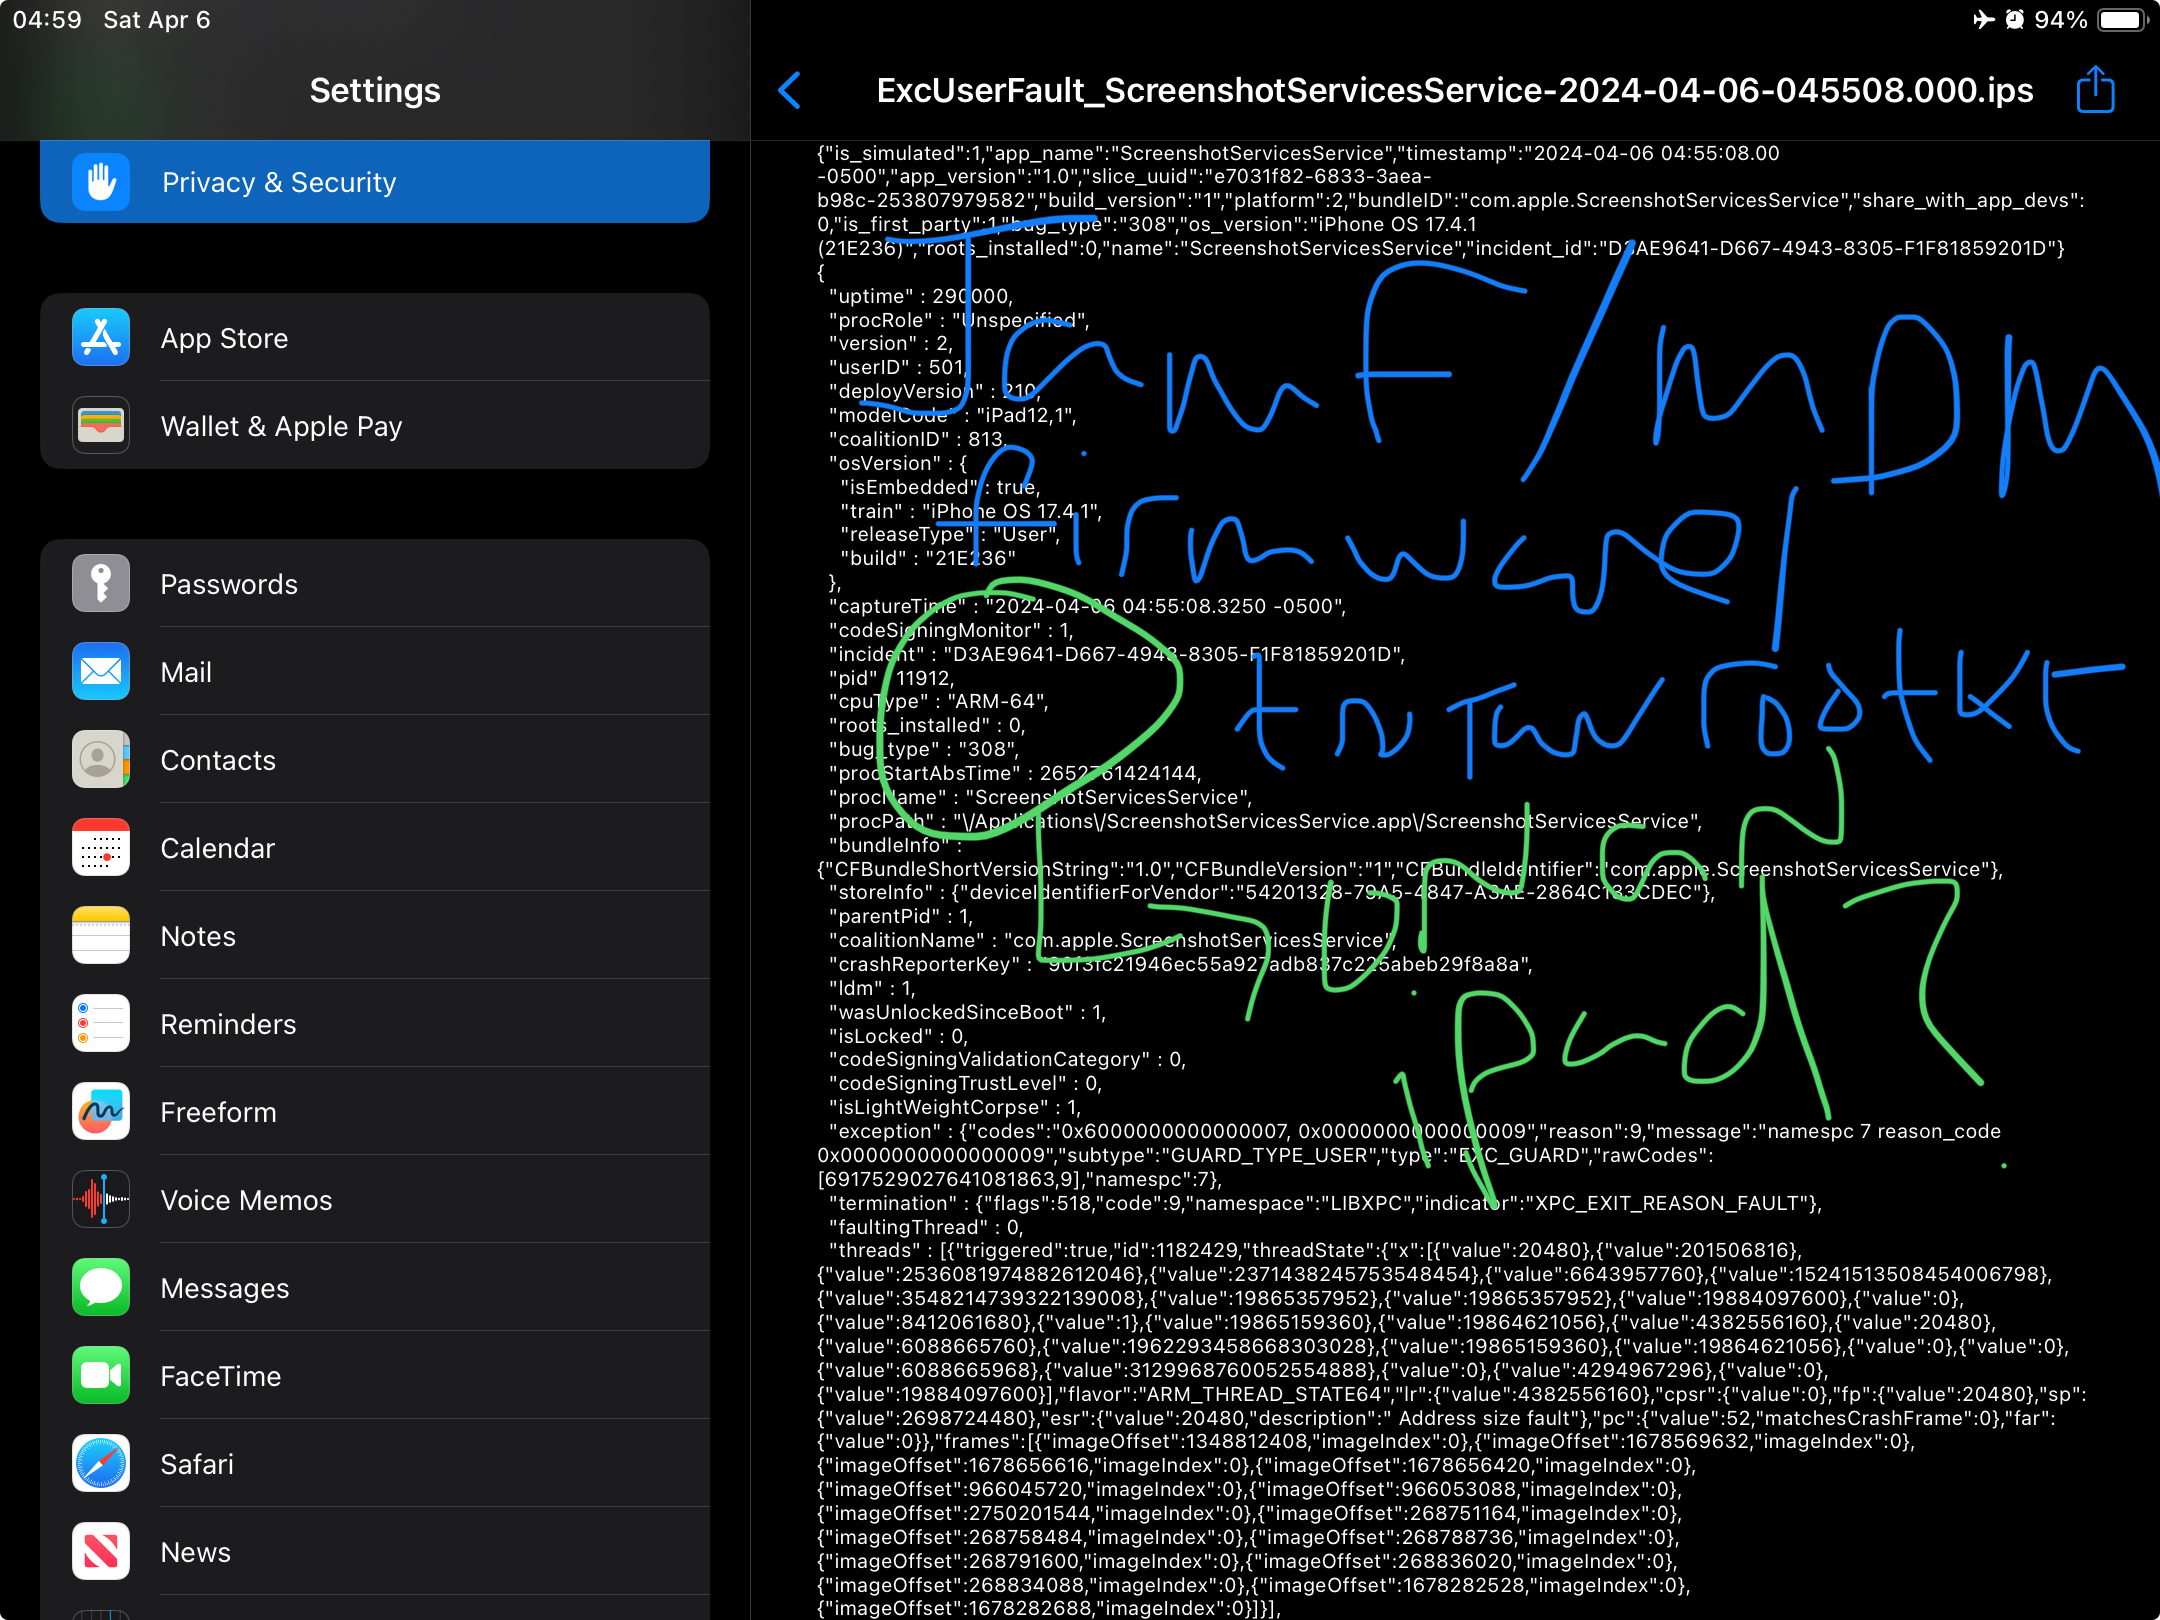 04:59 Sat Apr 6
94%
Settings
Privacy & Security
App Store
Wallet & Apple Pay
Passwords
Mail
Contacts
Calendar
Notes
Reminders
Freeform
Voice Memos
Messages
FaceTime
Safari
News
ExcUserFault_ScreenshotServicesService-2024-04-06-045508.000.ips
{"is_simulated":1,"app_name":"ScreenshotServicesService","timestamp":"2024-04-06 04:55:08.00
-0500","app_version":"1.0","slice_uuid":"e7031f82-6833-3aea-
b98c-253807979582","build_version":"1","platform":2,"bundleID":"com.apple.ScreenshotServicesService","share_with_app_devs":
0,"is_first_party":1,"bug_type":"308","os_version":"iPhone OS 17.4.1
(21E236)","roots_installed":0,"name":"ScreenshotServicesService","incident_id":"D3AE9641-D667-4943-8305-F1F81859201D"}
{
"uptime" : 290000,
"procRole" : "Unspecified",
"version" : 2,
"userID" : 501,
"deployVersion" : 210,
"modelCode" : "iPad12,1",
"coalitionID" : 813,
"osVersion" : {
"isEmbedded" : true,
"train" : "iPhone OS 17.4.1",
"releaseType" : "User",
"build" : "21E236"
},
"captureTime" : "2024-04-06 04:55:08.3250 -0500",
"codeSigningMonitor" : 1,
"incident" : "D3AE9641-D667-4943-8305-F1F81859201D",
"pid" : 11912,
"cpuType" : "ARM-64",
"roots_installed" : 0,
"bug_type" : "308",
"procStartAbsTime" : 2652761424144,
"procName" : "ScreenshotServicesService",
"procPath" : "\/Applications\/ScreenshotServicesService.app\/ScreenshotServicesService",
"bundleInfo" :
{"CFBundleShortVersionString":"1.0","CFBundleVersion":"1","CFBundleIdentifier":"com.apple.ScreenshotServicesService"},
"storeInfo" : {"deviceIdentifierForVendor":
"parentPid" : 1,
"coalitionName" : "com.apple.ScreenshotServicesService",
"crashReporterKey" :
"ldm" : 1,
"wasUnlockedSinceBoot" : 1,
"isLocked" : 0,
"codeSigningValidationCategory" : 0,
"codeSigningTrustLevel" : 0,
"isLightWeightCorpse" : 1,
"exception" : {"codes":"0x6000000000000007, 0x0000000000000009","reason":9,"message":"namespc 7 reason_code
0x0000000000000009","subtype":"GUARD_TYPE_USER","type":"EXC_GUARD","rawCodes":
[6917529027641081863,9],"namespc":7},
"termination" : {"flags":518,"code":9,"namespace":"LIBXPC","indicator":"XPC_EXIT_REASON_FAULT"},
"faultingThread" : 0,
"threads" : [{"triggered":true,"id":1182429,"threadState":{"x":[{"value":20480},{"value":201506816},
{"value":2536081974882612046},{"value":2371438245753548454},{"value":6643957760},{"value":15241513508454006798},
{"value":3548214739322139008},{"value":19865357952},{"value":19865357952},{"value":19884097600},{"value":0},
{"value":8412061680},{"value":1},{"value":19865159360},{"value":19864621056},{"value":4382556160},{"value":20480},
{"value":6088665760},{"value":1962293458668303028},{"value":19865159360},{"value":19864621056},{"value":0},{"value":0},
{"value":6088665968},{"value":3129968760052554888},{"value":0},{"value":4294967296},{"value":0},
{"value":19884097600}],"flavor":"ARM_THREAD_STATE64","lr":{"value":4382556160},"cpsr":{"value":0},"fp":{"value":20480},"sp":
{"value":2698724480},"esr":{"value":20480,"description":" Address size fault"},"pc":{"value":52,"matchesCrashFrame":0},"far":
{"value":0}},"frames":[{"imageOffset":1348812408,"imageIndex":0},{"imageOffset":1678569632,"imageIndex":0},
{"imageOffset":1678656616,"imageIndex":0},{"imageOffset":1678656420,"imageIndex":0},
{"imageOffset":966045720,"imageIndex":0},{"imageOffset":966053088,"imageIndex":0},
{"imageOffset":2750201544,"imageIndex":0},{"imageOffset":268751164,"imageIndex":0},
{"imageOffset":268758484,"imageIndex":0},{"imageOffset":268788736,"imageIndex":0},
{"imageOffset":268791600,"imageIndex":0},{"imageOffset":268836020,"imageIndex":0},
{"imageOffset":268834088,"imageIndex":0},{"imageOffset":1678282528,"imageIndex":0},
{"imageOffset":1678282688,"imageIndex":0}]}],
JamF/MDM
firmware/
on an
ipad?